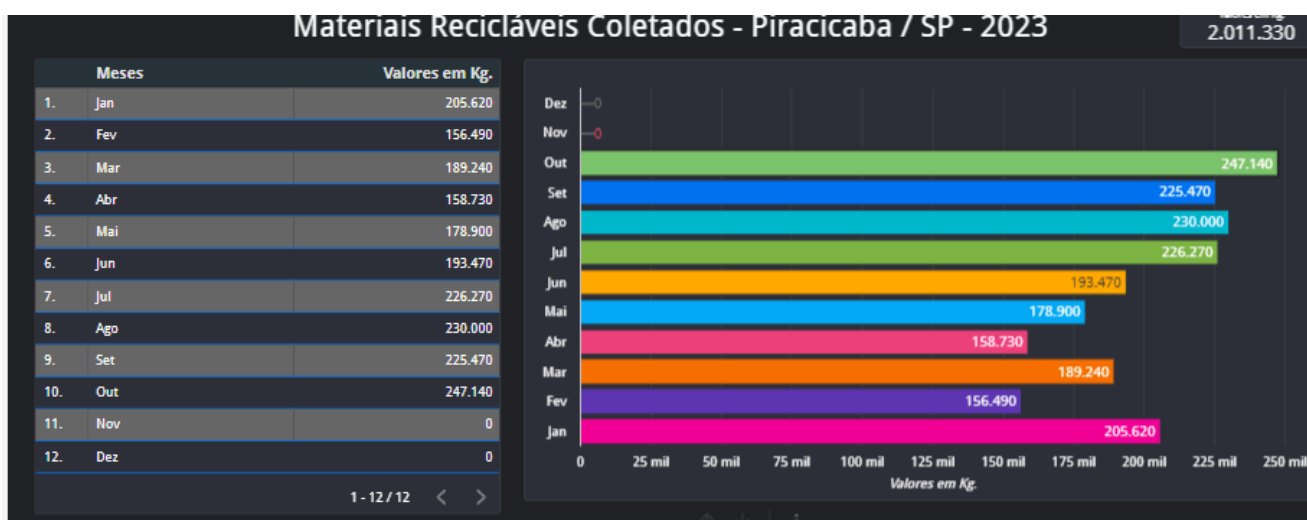 Materiais Recicláveis Coletados - Piracicaba / SP - 2023
2.011.330
Meses Valores em Kg.
1. Jan 205.620
2. Fev 156.490
3. Mar 189.240
4. Abr 158.730
5. Mai 178.900
6. Jun 193.470
7. Jul 226.270
8. Ago 230.000
9. Set 225.470
10. Out 247.140
11. Nov 0
12. Dez 0
1 - 12 / 12
Dez 0
Nov 0
Out 247.140
Set 225.470
Ago 230.000
Jul 226.270
Jun 193.470
Mai 178.900
Abr 158.730
Mar 189.240
Fev 156.490
Jan 205.620
0 25 mil 50 mil 75 mil 100 mil 125 mil 150 mil 175 mil 200 mil 225 mil 250 mil
Valores em Kg.